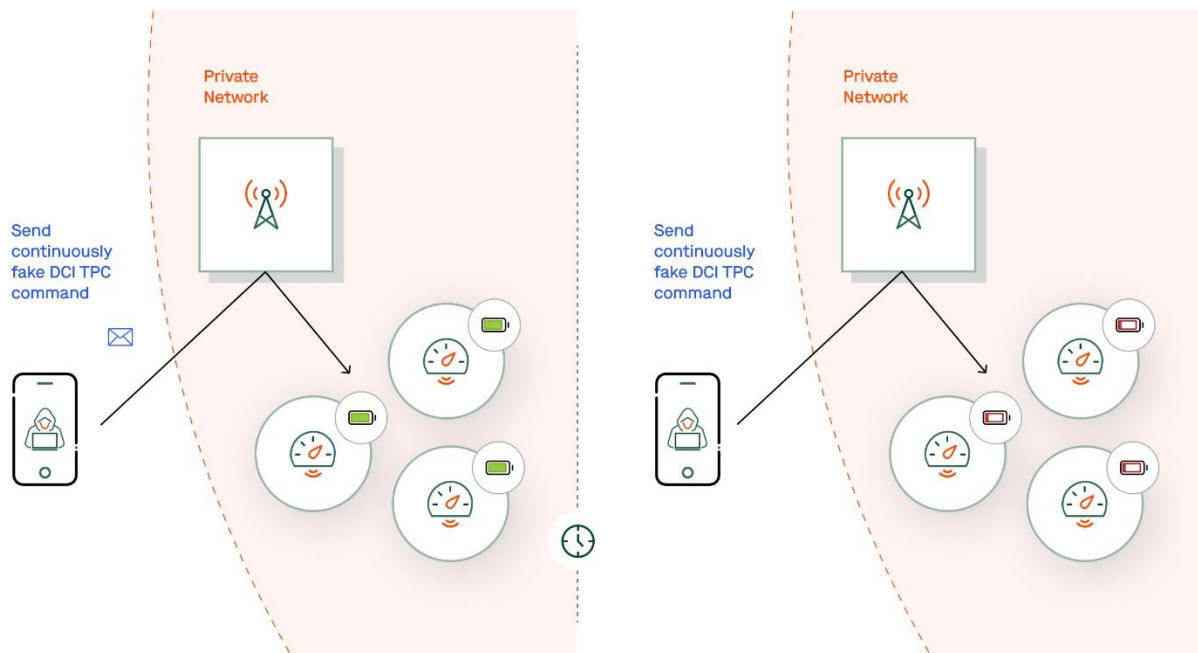 Private
Network
Send
continuously
fake DCI TPC
command
Private
Network
Send
continuously
fake DCI TPC
command